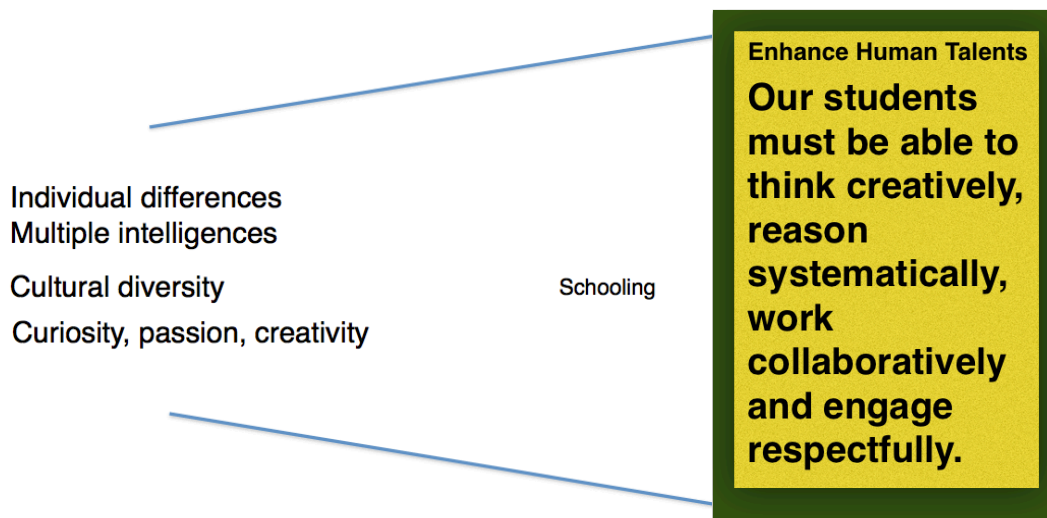 Individual differences
Multiple intelligences
Cultural diversity
Curiosity, passion, creativity
Schooling
Enhance Human Talents
Our students
must be able to
think creatively,
reason
systematically,
work
collaboratively
and engage
respectfully.